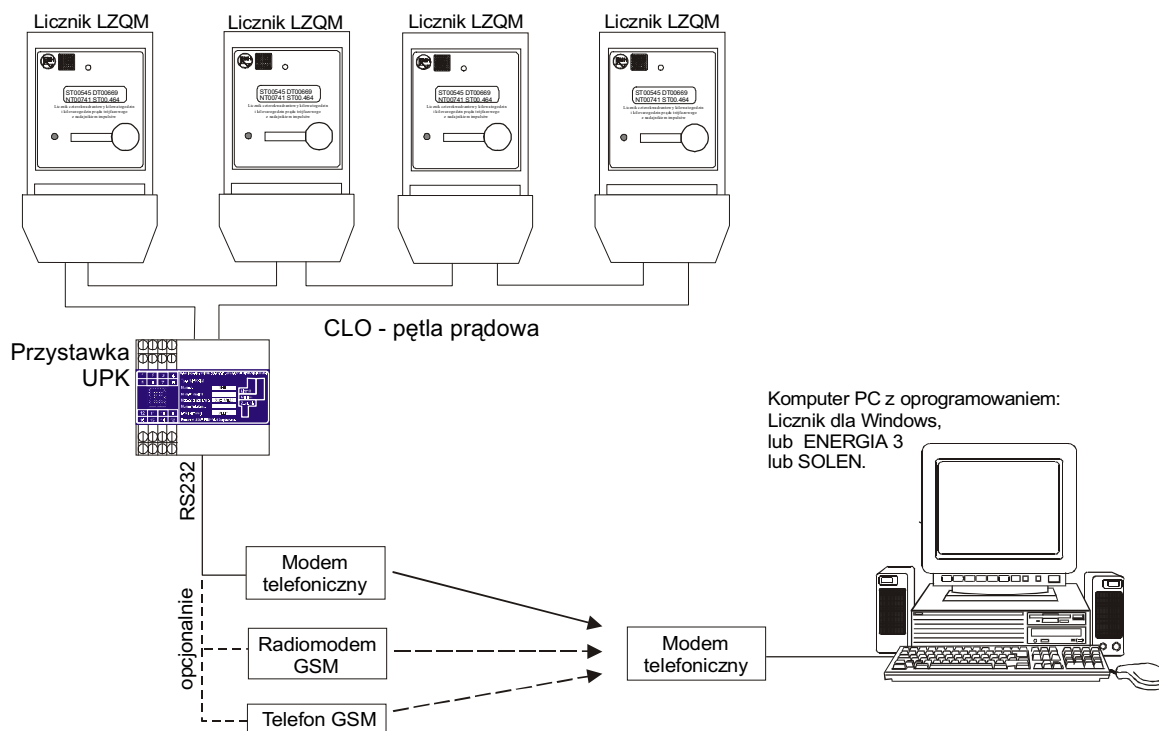 Licznik LZQM
Licznik LZQM
Licznik LZQM
Licznik LZQM
ST00545 DT00669
NT00741 ST00.464
ST00545 DT00669
NT00741 ST00.464
ST00545 DT00669
NT00741 ST00.464
ST00545 DT00669
NT00741 ST00.464
CLO - pętla prądowa
Przystawka
UPK
RS232
opcjonalnie
Modem
telefoniczny
Radiomodem
GSM
Telefon GSM
Modem
telefoniczny
Komputer PC z oprogramowaniem:
Licznik dla Windows,
lub ENERGIA 3
lub SOLEN.